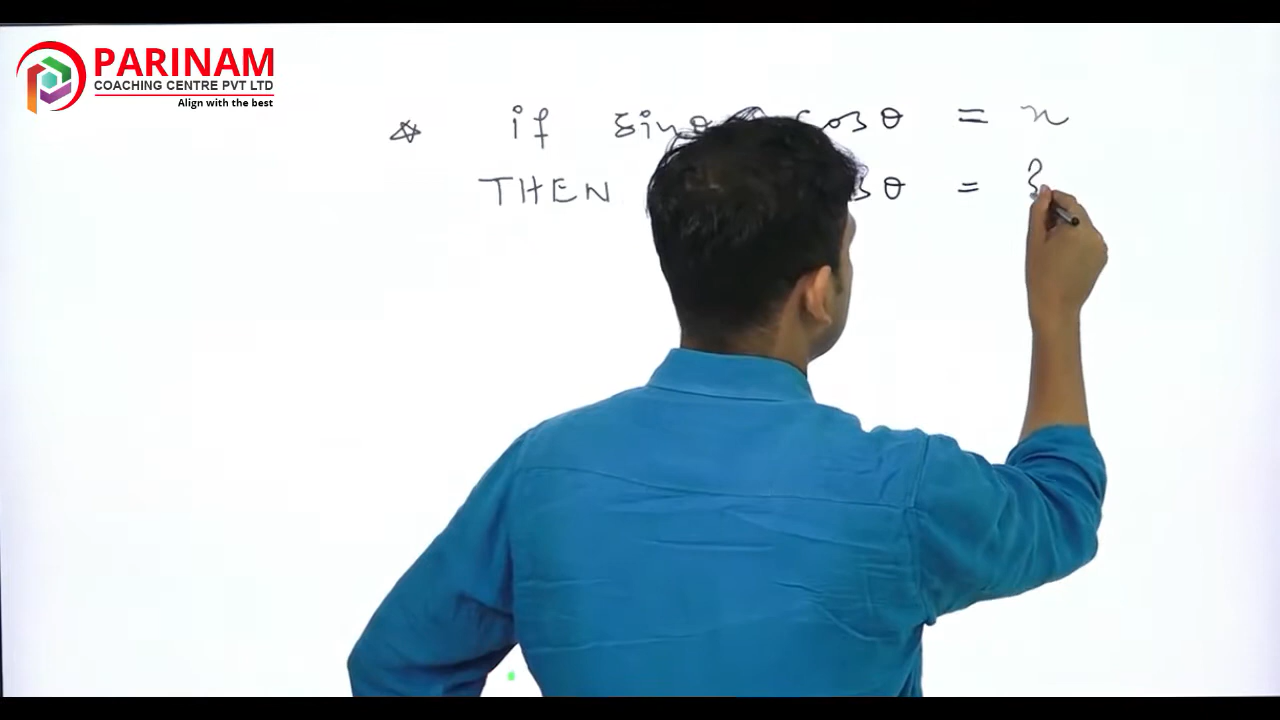 PARINAM
COACHING CENTRE PVT LTD
Align with the best
if sinθ cosθ = x
THEN θ =